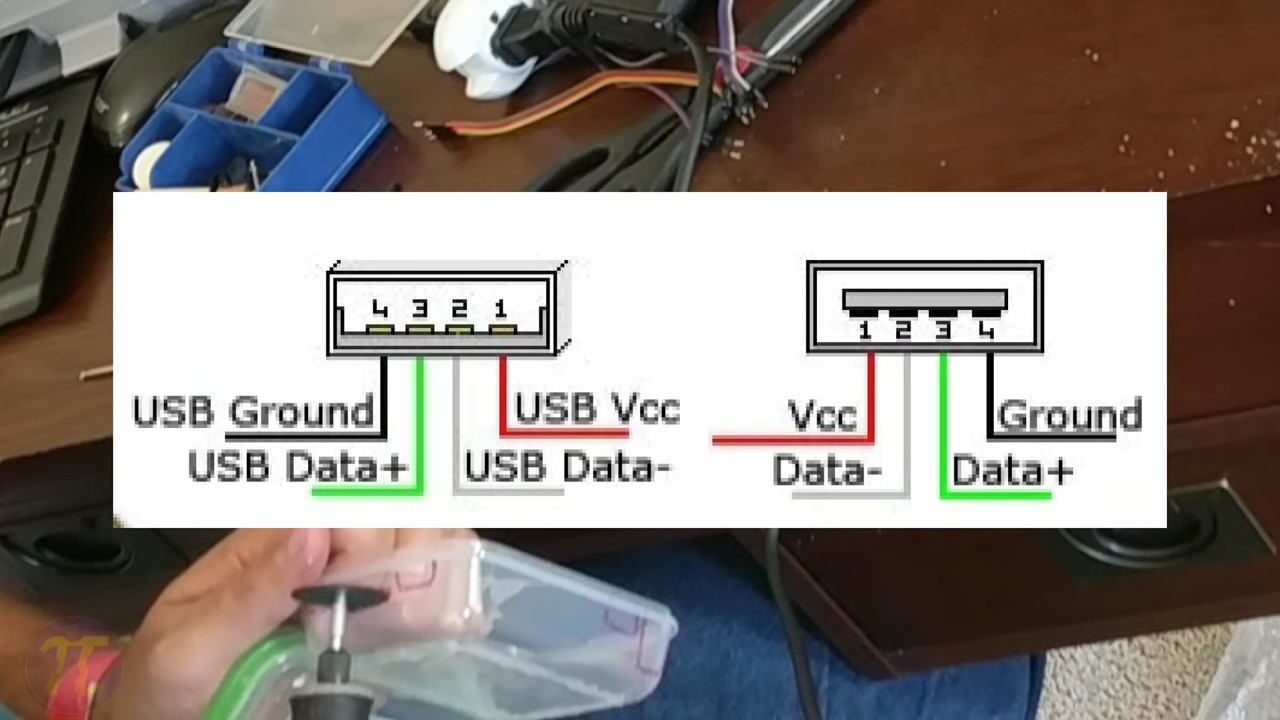 4 3 2 1
USB Ground
USB Vcc
USB Data+
USB Data-
1 2 3 4
Vcc
Ground
Data-
Data+